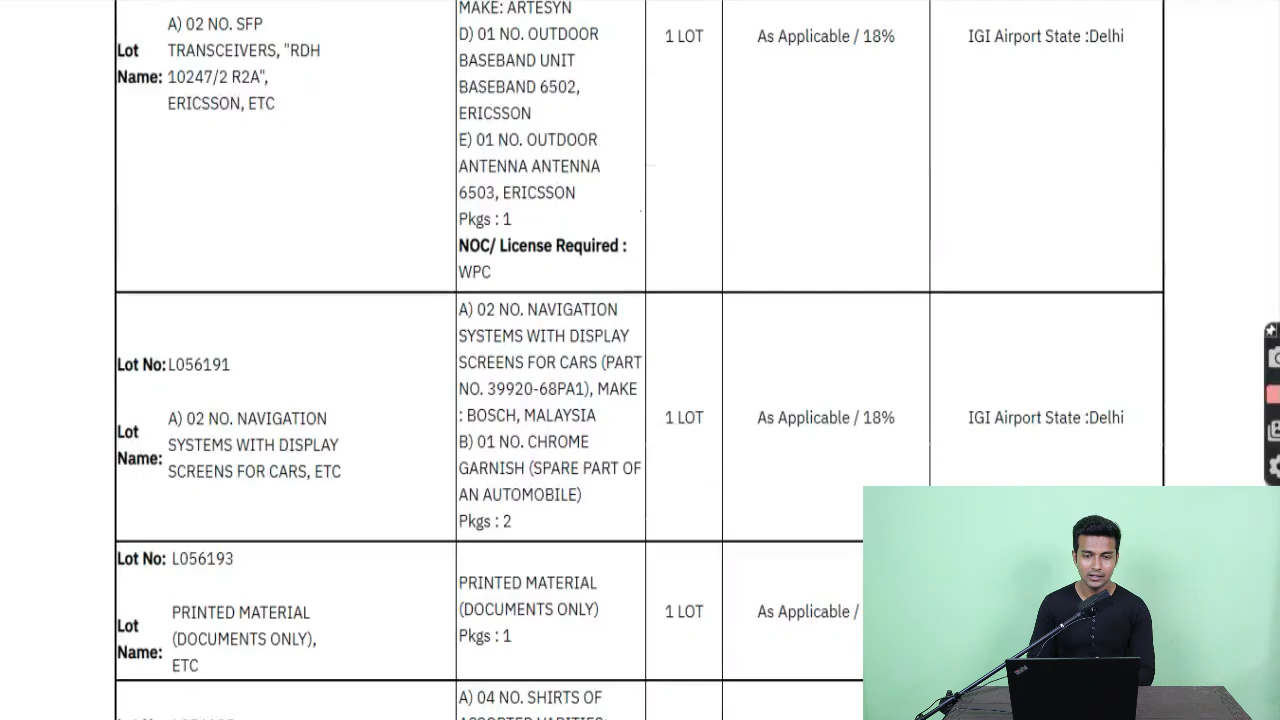 A) 02 NO. SFP
Lot TRANSCEIVERS, "RDH
Name: 10247/2 R2A",
ERICSSON, ETC
MAKE: ARTESYN
D) 01 NO. OUTDOOR
BASEBAND UNIT
BASEBAND 6502,
ERICSSON
E) 01 NO. OUTDOOR
ANTENNA ANTENNA
6503, ERICSSON
Pkgs : 1
NOC/ License Required :
WPC
1 LOT
As Applicable / 18%
IGI Airport State :Delhi
Lot No: L056191
Lot Name:
A) 02 NO. NAVIGATION
SYSTEMS WITH DISPLAY
SCREENS FOR CARS, ETC
A) 02 NO. NAVIGATION
SYSTEMS WITH DISPLAY
SCREENS FOR CARS (PART
NO. 39920-68PA1), MAKE
: BOSCH, MALAYSIA
B) 01 NO. CHROME
GARNISH (SPARE PART OF
AN AUTOMOBILE)
Pkgs : 2
1 LOT
As Applicable / 18%
IGI Airport State :Delhi
Lot No: L056193
Lot Name:
PRINTED MATERIAL
(DOCUMENTS ONLY),
ETC
PRINTED MATERIAL
(DOCUMENTS ONLY)
Pkgs : 1
1 LOT
As Applicable /
A) 04 NO. SHIRTS OF